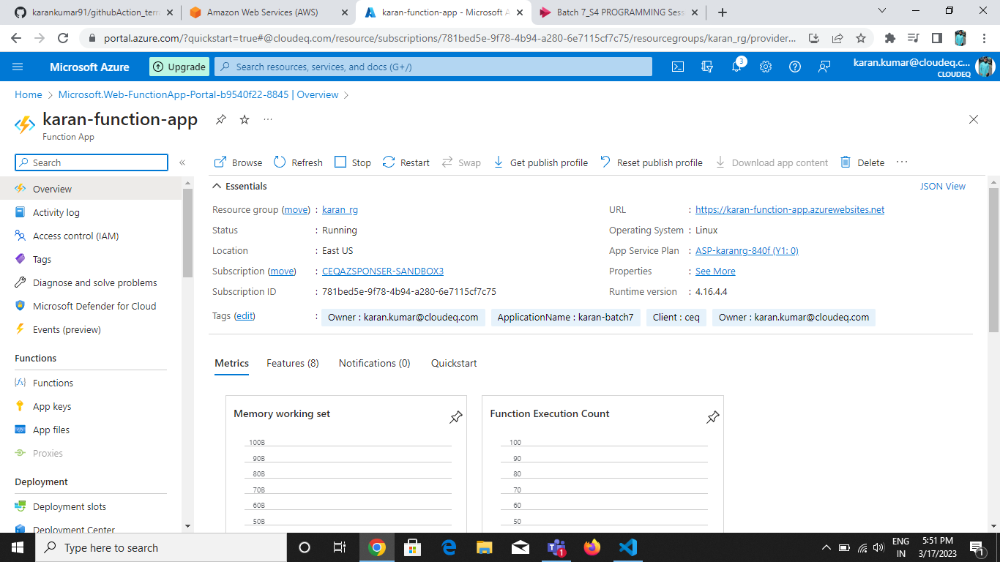 karankumar91/githubAction_terr
Amazon Web Services (AWS)
karan-function-app - Microsoft A
Batch 7_S4 PROGRAMMING Sess
portal.azure.com/?quickstart=true#@cloudeq.com/resource/subscriptions/781bed5e-9f78-4b94-a280-6e7115cf7c75/resourcegroups/karan_rg/provider...
Microsoft Azure
Upgrade
Search resources, services, and docs (G+/)
3
karan.kumar@cloudeq.c...
CLOUDEQ
Home > Microsoft.Web-FunctionApp-Portal-b9540f22-8845 | Overview >
karan-function-app
Function App
Search
Browse Refresh Stop Restart Swap Get publish profile Reset publish profile Download app content Delete
Overview
Activity log
Access control (IAM)
Tags
Diagnose and solve problems
Microsoft Defender for Cloud
Events (preview)
Functions
Functions
App keys
App files
Proxies
Deployment
Deployment slots
Deployment Center
Essentials
JSON View
Resource group (move) : karan_rg
Status : Running
Location : East US
Subscription (move) : CEQAZSPONSER-SANDBOX3
Subscription ID : 781bed5e-9f78-4b94-a280-6e7115cf7c75
URL : https://karan-function-app.azurewebsites.net
Operating System : Linux
App Service Plan : ASP-karanrg-840f (Y1: 0)
Properties : See More
Runtime version : 4.16.4.4
Tags (edit) : Owner : karan.kumar@cloudeq.com ApplicationName : karan-batch7 Client : ceq Owner : karan.kumar@cloudeq.com
Metrics Features (8) Notifications (0) Quickstart
Memory working set
100B
90B
80B
70B
60B
50B
Function Execution Count
100
90
80
70
60
50
Type here to search
1
ENG
IN
5:51 PM
3/17/2023
1